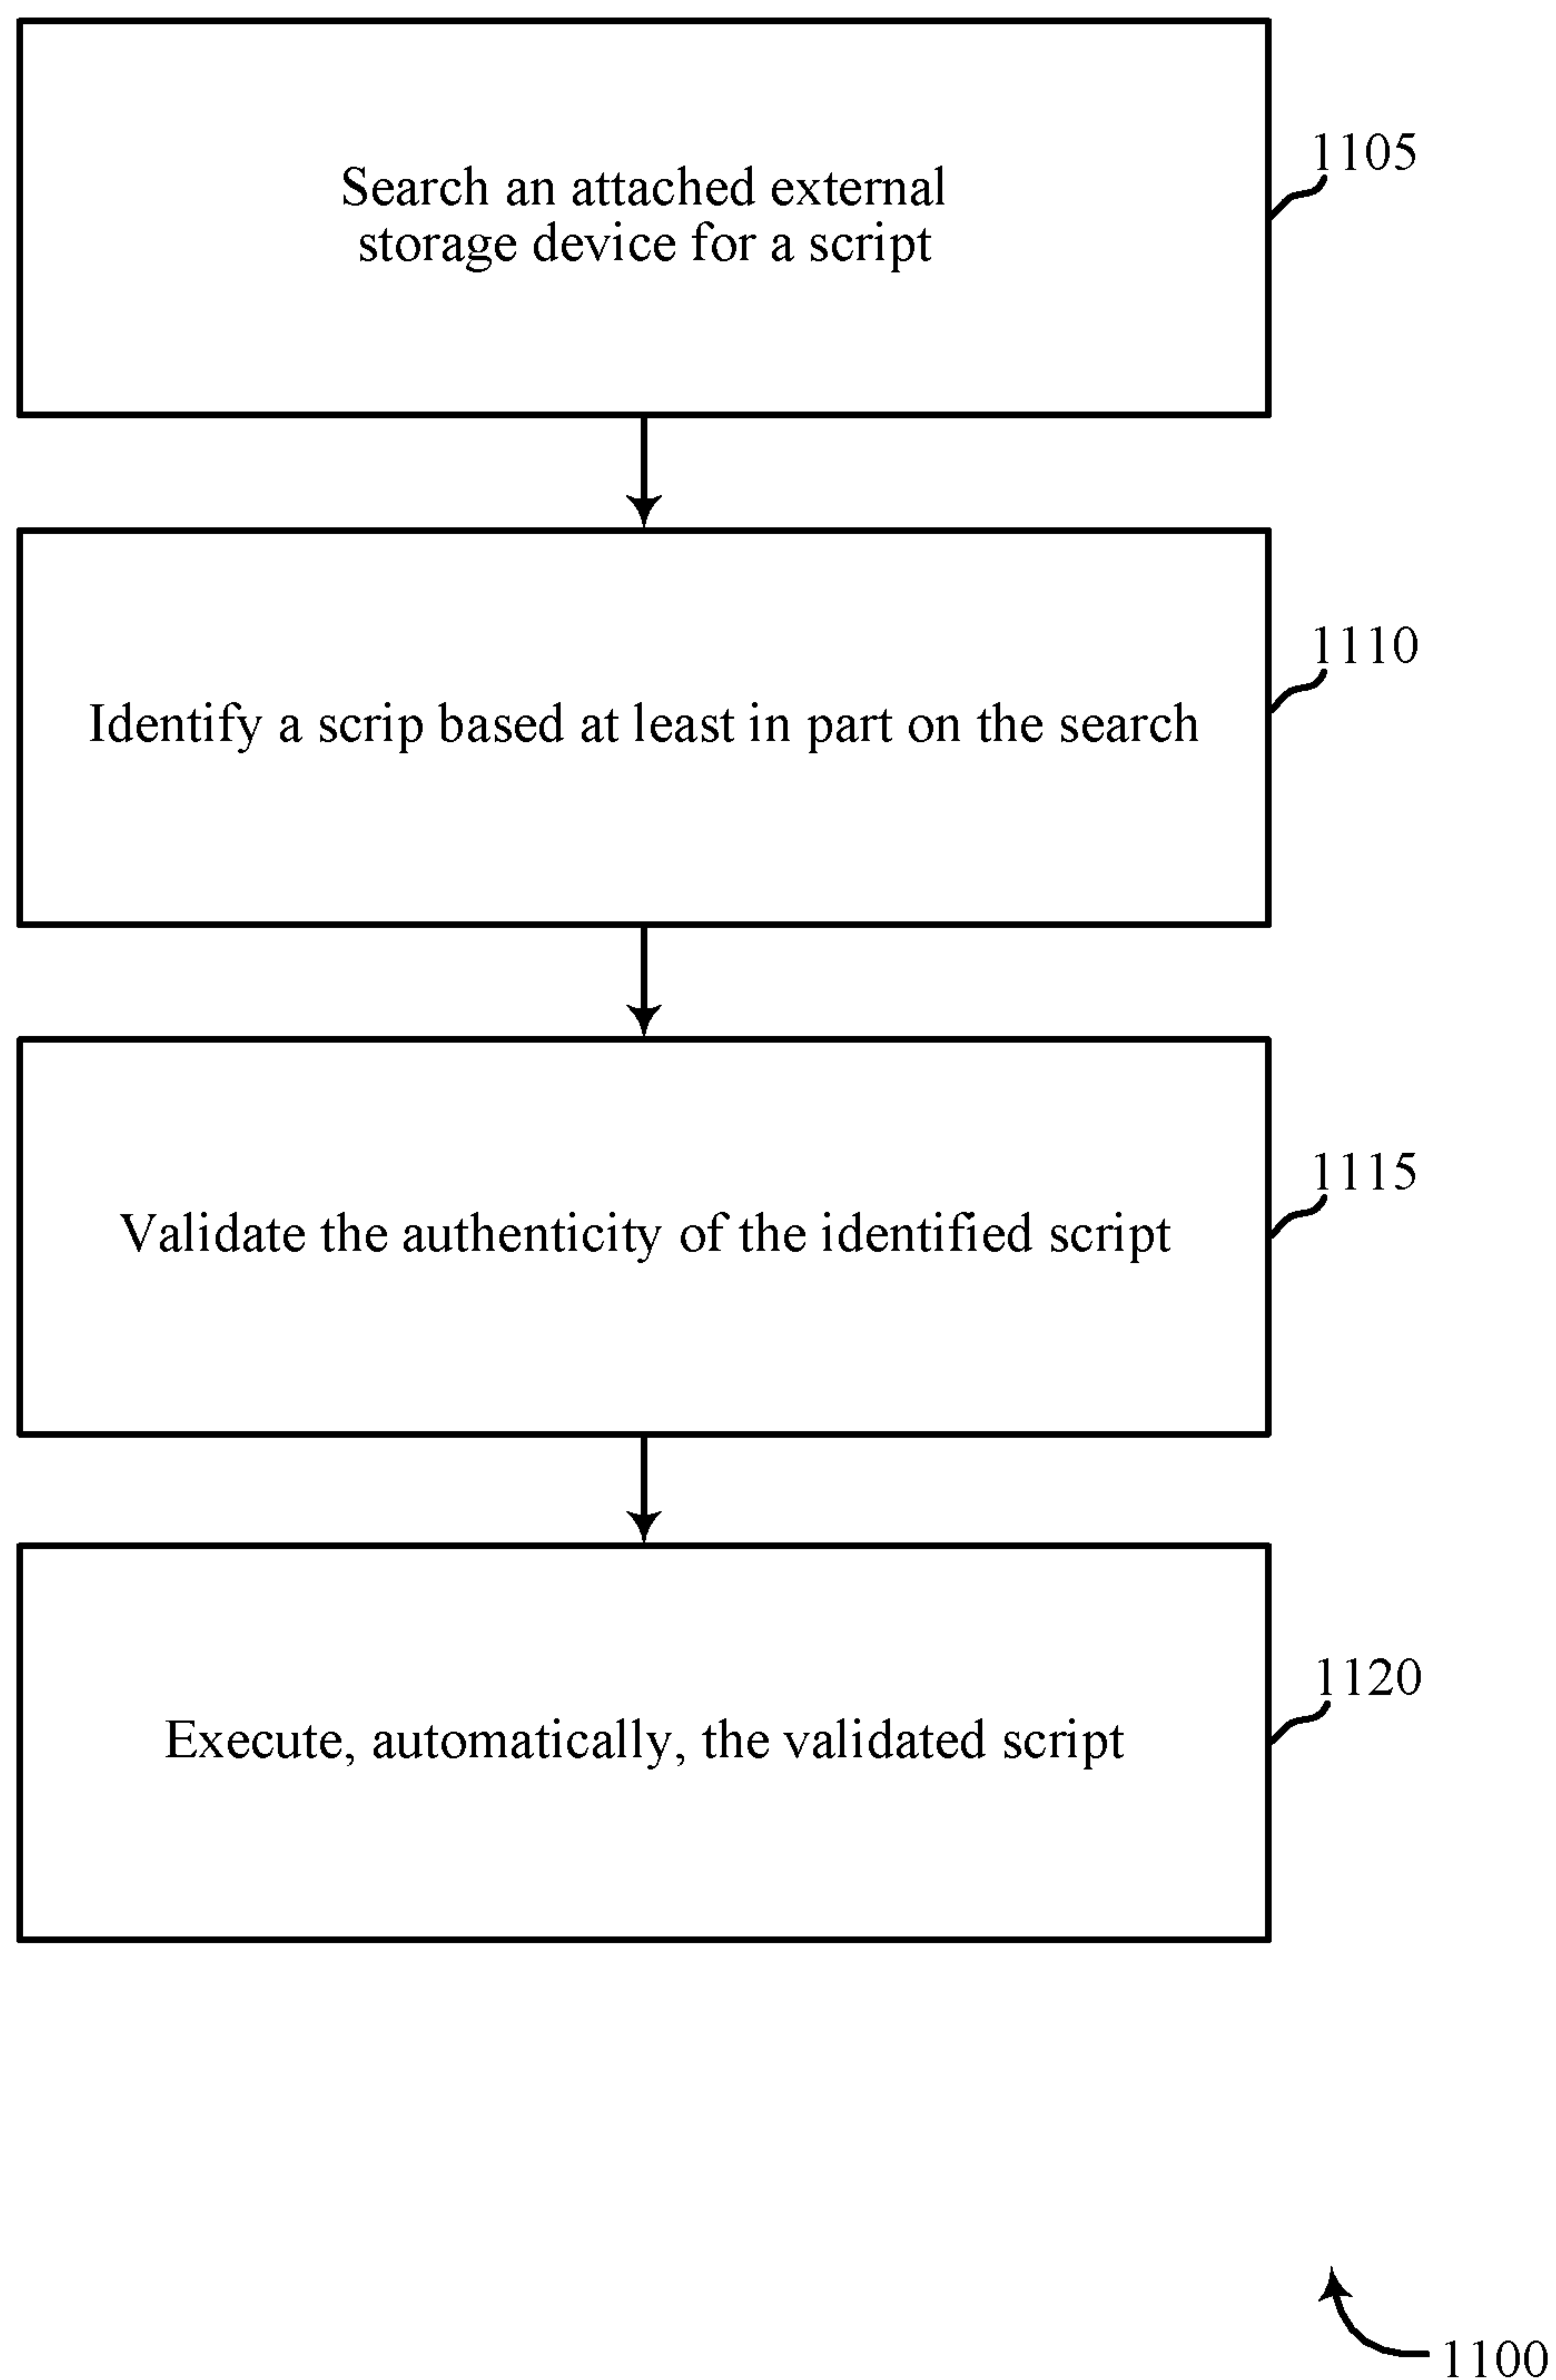 Search an attached external
storage device for a script
1105
Identify a scrip based at least in part on the search
1110
Validate the authenticity of the identified script
1115
Execute, automatically, the validated script
1120
1100